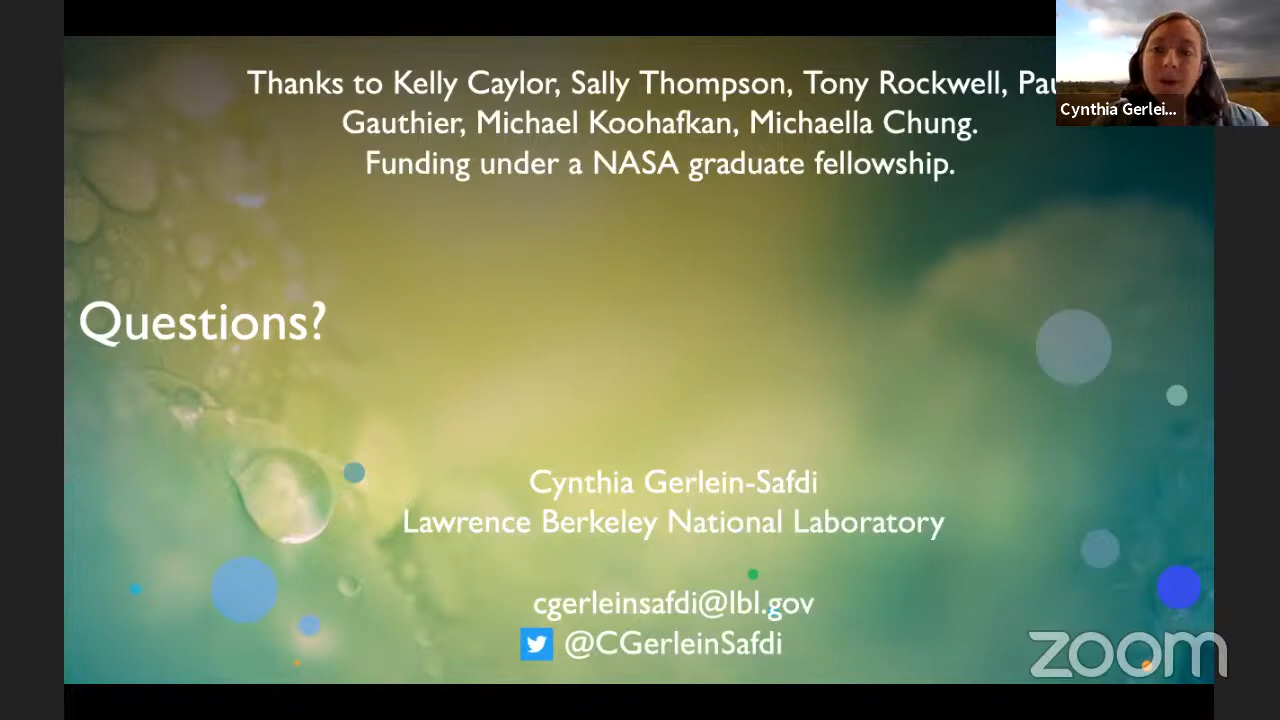 Thanks to Kelly Caylor, Sally Thompson, Tony Rockwell,
Gauthier, Michael Koohafkan, Michaella Chung.
Funding under a NASA graduate fellowship.
Cynthia Gerlei...
Questions?
Cynthia Gerlein-Safdi
Lawrence Berkeley National Laboratory
cgerleinsafdi@lbl.gov
@CGerleinSafdi
zoom